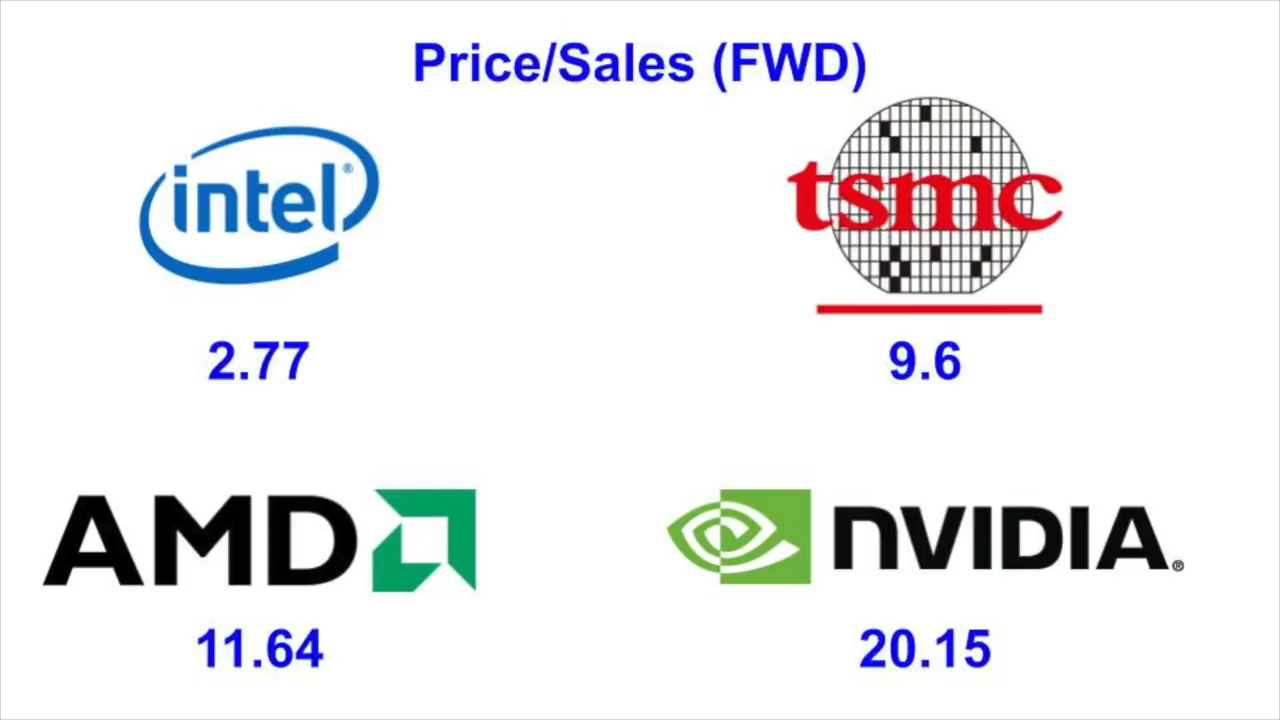 Price/Sales (FWD)
intel®
tsmc
2.77
9.6
AMD
NVIDIA®
11.64
20.15